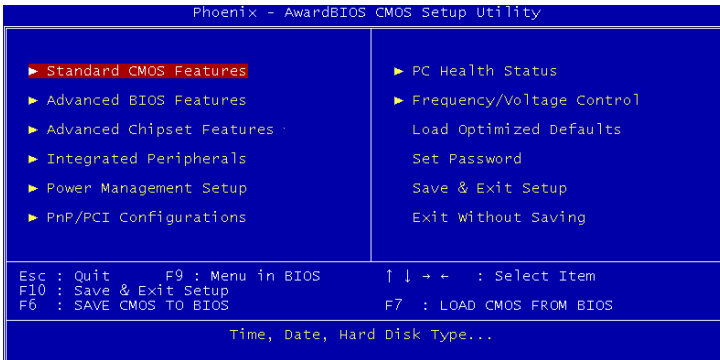 Phoenix - AwardBIOS CMOS Setup Utility
► Standard CMOS Features
► Advanced BIOS Features
► Advanced Chipset Features
► Integrated Peripherals
► Power Management Setup
► PnP/PCI Configurations
► PC Health Status
► Frequency/Voltage Control
Load Optimized Defaults
Set Password
Save & Exit Setup
Exit Without Saving
Esc : Quit F9 : Menu in BIOS ↑ ↓ → ← : Select Item
F10 : Save & Exit Setup
F6 : SAVE CMOS TO BIOS F7 : LOAD CMOS FROM BIOS
Time, Date, Hard Disk Type...